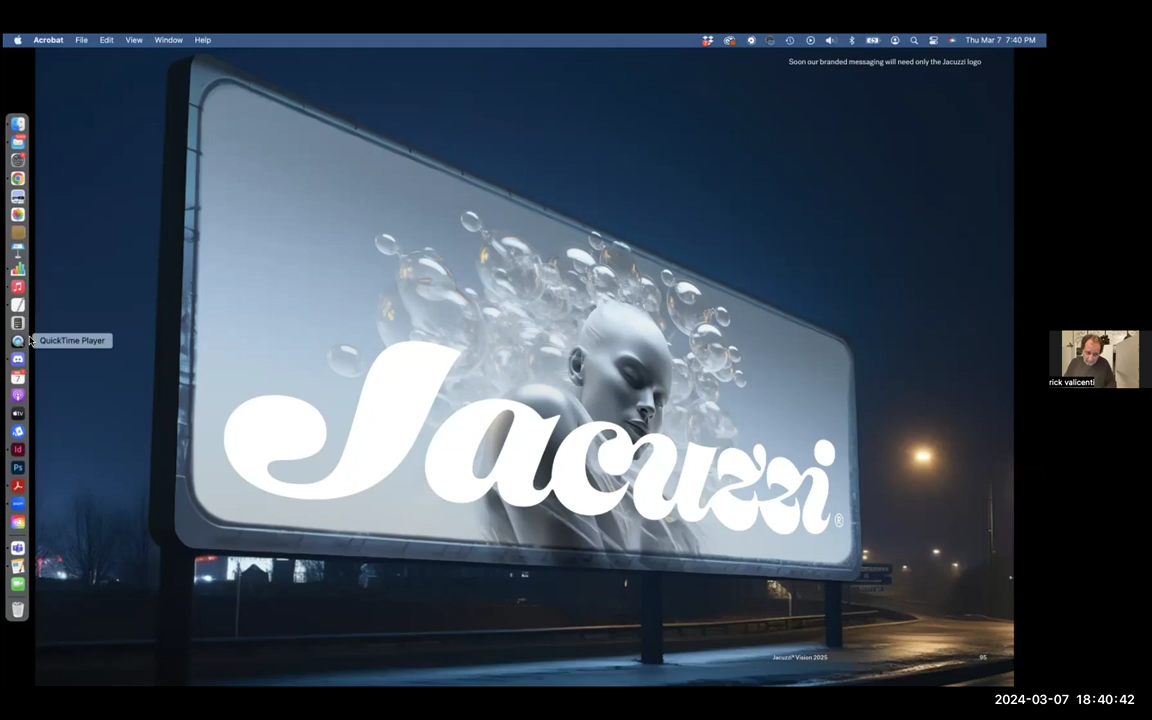 Acrobat File Edit View Window Help
Thu Mar 7 7:40 PM
Soon our branded messaging will need only the Jacuzzi logo
QuickTime Player
Jacuzzi®
rick valicenti
Jacuzzi® Vision 2025
95
2024-03-07 18:40:42